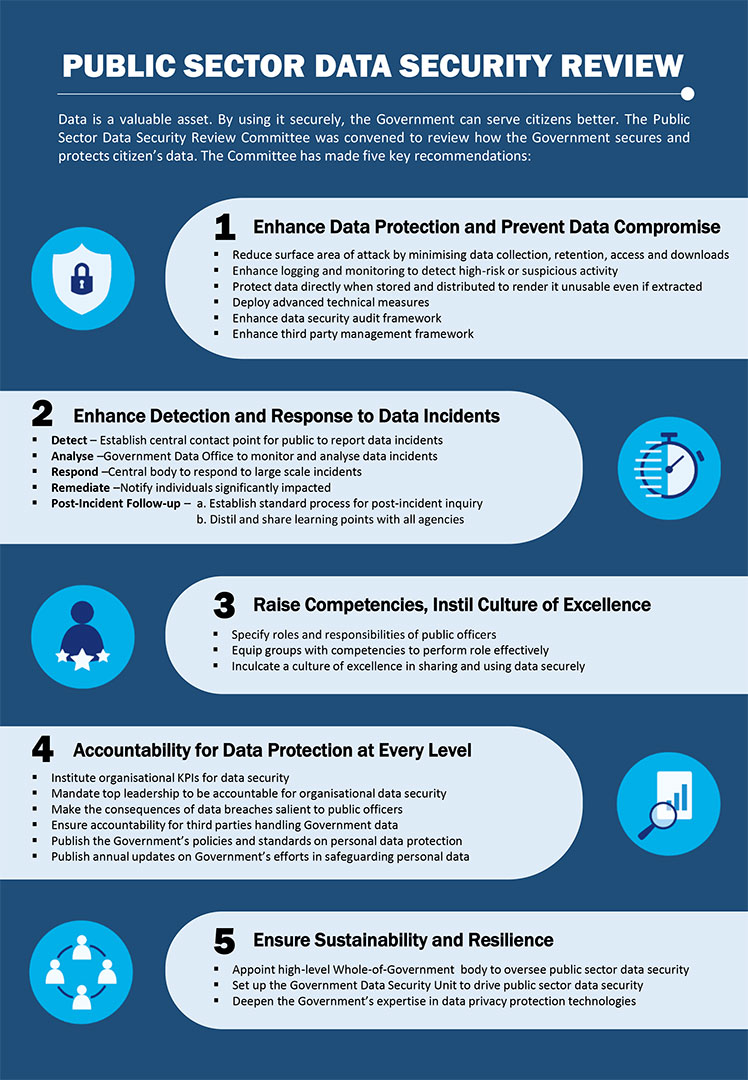 PUBLIC SECTOR DATA SECURITY REVIEW
Data is a valuable asset. By using it securely, the Government can serve citizens better. The Public
Sector Data Security Review Committee was convened to review how the Government secures and
protects citizen's data. The Committee has made five key recommendations:
1 Enhance Data Protection and Prevent Data Compromise
▪ Reduce surface area of attack by minimising data collection, retention, access and downloads
▪ Enhance logging and monitoring to detect high-risk or suspicious activity
▪ Protect data directly when stored and distributed to render it unusable even if extracted
▪ Deploy advanced technical measures
▪ Enhance data security audit framework
▪ Enhance third party management framework
2 Enhance Detection and Response to Data Incidents
▪ Detect – Establish central contact point for public to report data incidents
▪ Analyse –Government Data Office to monitor and analyse data incidents
▪ Respond –Central body to respond to large scale incidents
▪ Remediate –Notify individuals significantly impacted
▪ Post-Incident Follow-up – a. Establish standard process for post-incident inquiry
b. Distil and share learning points with all agencies
3 Raise Competencies, Instil Culture of Excellence
▪ Specify roles and responsibilities of public officers
▪ Equip groups with competencies to perform role effectively
▪ Inculcate a culture of excellence in sharing and using data securely
4 Accountability for Data Protection at Every Level
▪ Institute organisational KPIs for data security
▪ Mandate top leadership to be accountable for organisational data security
▪ Make the consequences of data breaches salient to public officers
▪ Ensure accountability for third parties handling Government data
▪ Publish the Government's policies and standards on personal data protection
▪ Publish annual updates on Government's efforts in safeguarding personal data
5 Ensure Sustainability and Resilience
▪ Appoint high-level Whole-of-Government body to oversee public sector data security
▪ Set up the Government Data Security Unit to drive public sector data security
▪ Deepen the Government's expertise in data privacy protection technologies